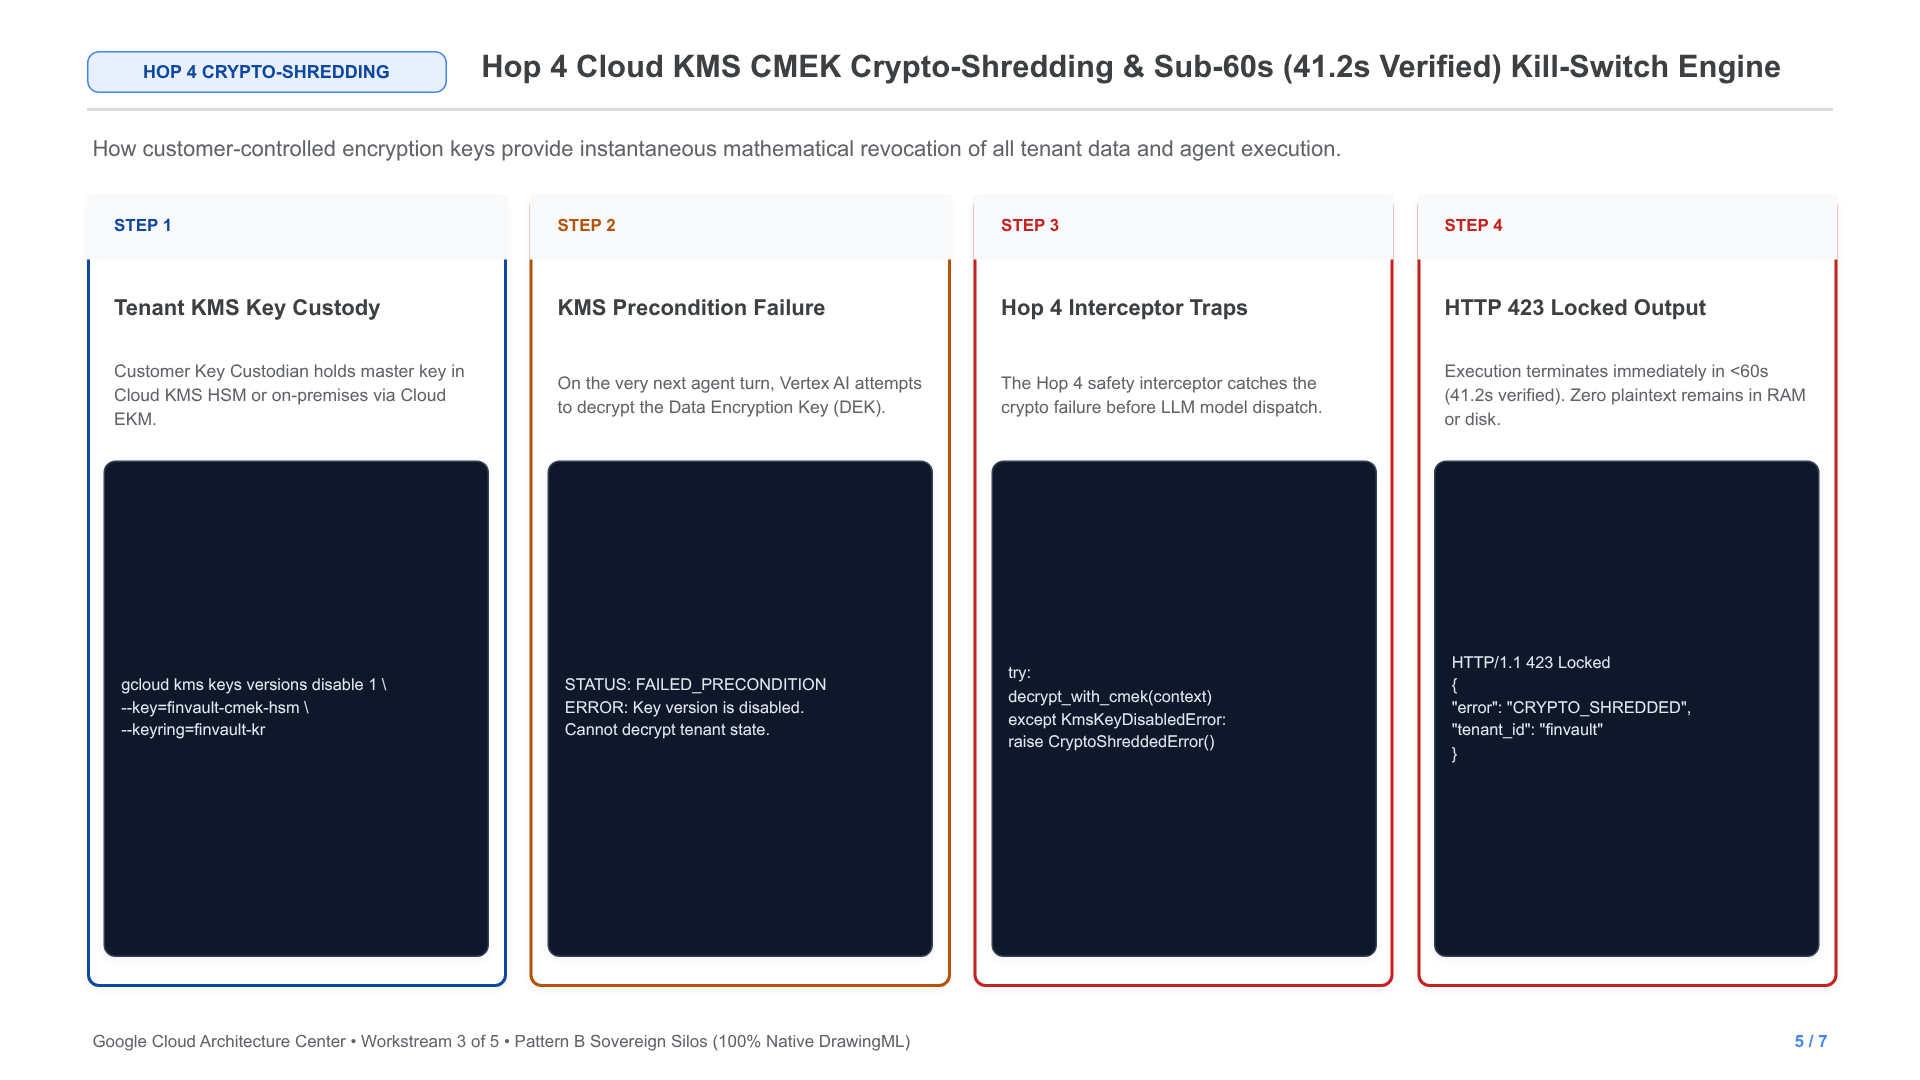 HOP 4 CRYPTO-SHREDDING
Hop 4 Cloud KMS CMEK Crypto-Shredding & Sub-60s (41.2s Verified) Kill-Switch Engine
How customer-controlled encryption keys provide instantaneous mathematical revocation of all tenant data and agent execution.
STEP 1
Tenant KMS Key Custody
Customer Key Custodian holds master key in
Cloud KMS HSM or on-premises via Cloud
EKM.
gcloud kms keys versions disable 1 \
--key=finvault-cmek-hsm \
--keyring=finvault-kr
STEP 2
KMS Precondition Failure
On the very next agent turn, Vertex AI attempts
to decrypt the Data Encryption Key (DEK).
STATUS: FAILED_PRECONDITION
ERROR: Key version is disabled.
Cannot decrypt tenant state.
STEP 3
Hop 4 Interceptor Traps
The Hop 4 safety interceptor catches the
crypto failure before LLM model dispatch.
try:
decrypt_with_cmek(context)
except KmsKeyDisabledError:
raise CryptoShreddedError()
STEP 4
HTTP 423 Locked Output
Execution terminates immediately in <60s
(41.2s verified). Zero plaintext remains in RAM
or disk.
HTTP/1.1 423 Locked
{
"error": "CRYPTO_SHREDDED",
"tenant_id": "finvault"
}
Google Cloud Architecture Center • Workstream 3 of 5 • Pattern B Sovereign Silos (100% Native DrawingML)
5 / 7